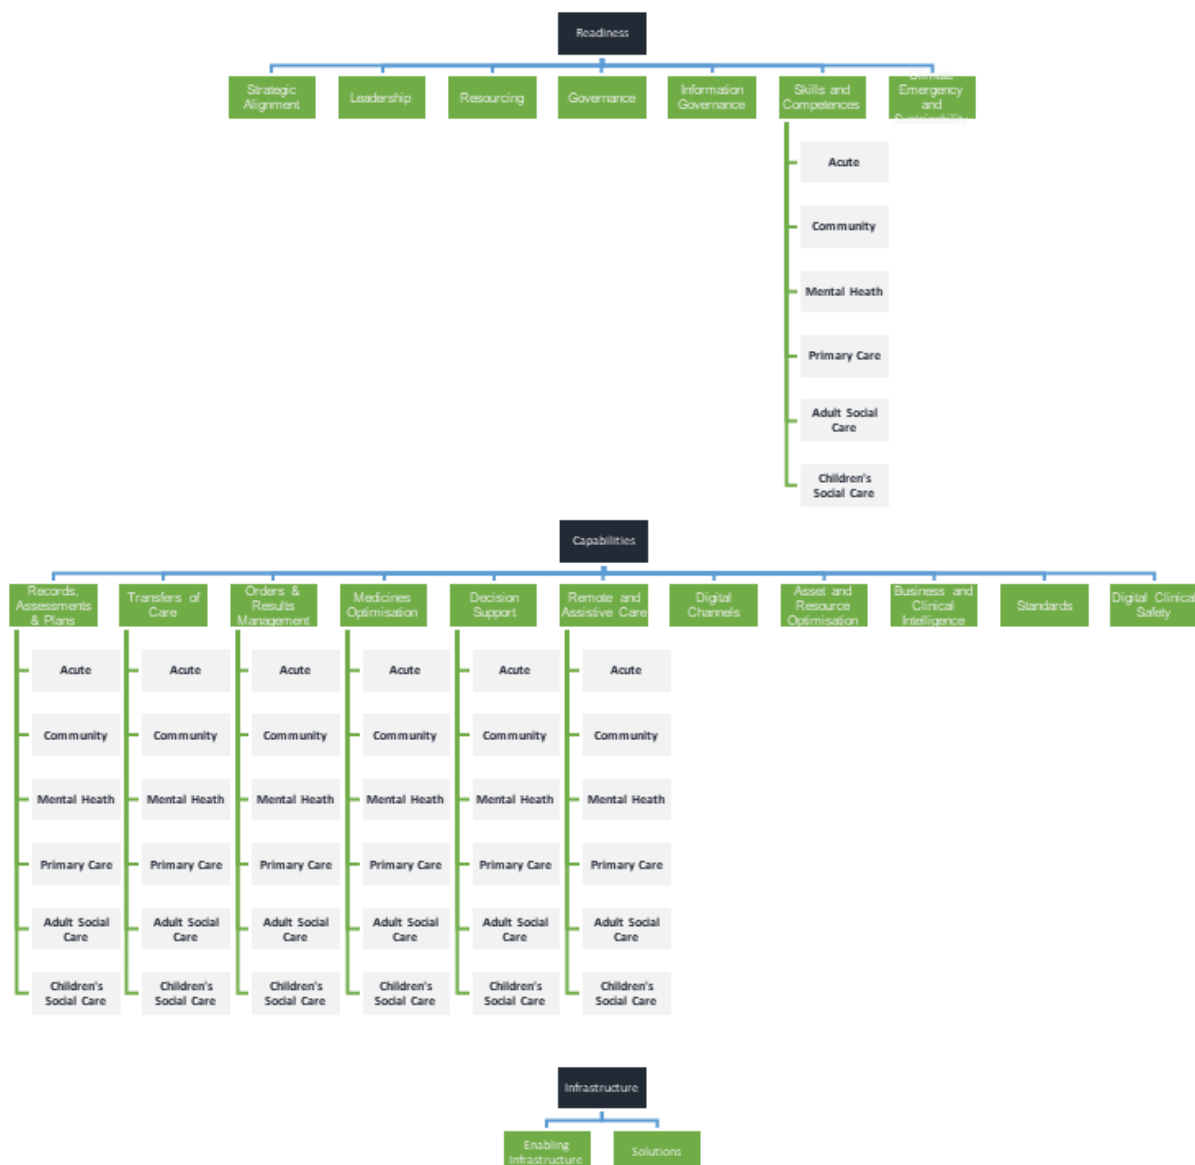 Readiness
Strategic
Alignment
Leadership
Resourcing
Governance
Information
Governance
Skills and
Competences
Emergency
and
Sustainability
Acute
Community
Mental Heath
Primary Care
Adult Social
Care
Children's
Social Care
Capabilities
Records,
Assessments
& Plans
Transfers of
Care
Orders &
Results
Management
Medicines
Optimisation
Decision
Support
Remote and
Assistive Care
Digital
Channels
Asset and
Resource
Optimisation
Business and
Clinical
Intelligence
Standards
Digital Clinical
Safety
Acute
Acute
Acute
Acute
Acute
Acute
Community
Community
Community
Community
Community
Community
Mental Heath
Mental Heath
Mental Heath
Mental Heath
Mental Heath
Mental Heath
Primary Care
Primary Care
Primary Care
Primary Care
Primary Care
Primary Care
Adult Social
Care
Adult Social
Care
Adult Social
Care
Adult Social
Care
Adult Social
Care
Adult Social
Care
Children's
Social Care
Children's
Social Care
Children's
Social Care
Children's
Social Care
Children's
Social Care
Children's
Social Care
Infrastructure
Enabling
Infrastructure
Solutions